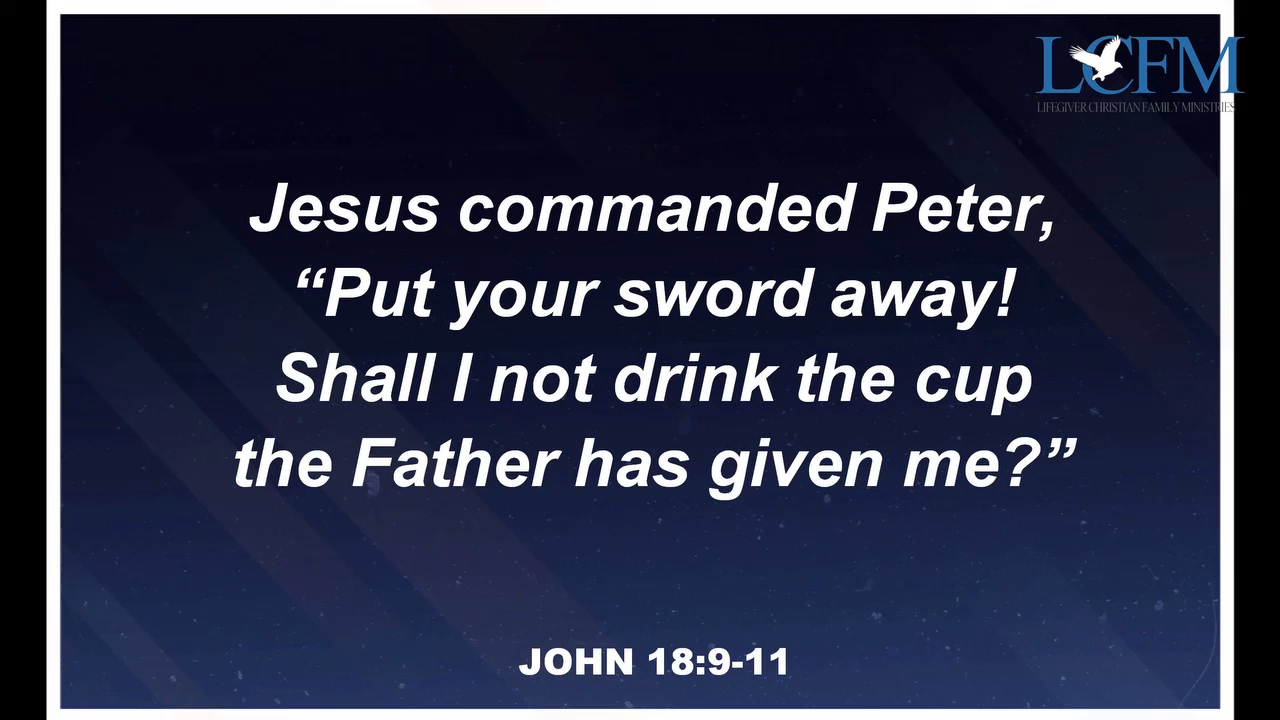 LCFM
LIFEGIVER CHRISTIAN FAMILY MINISTRIES
Jesus commanded Peter,
“Put your sword away!
Shall I not drink the cup
the Father has given me?”
JOHN 18:9-11